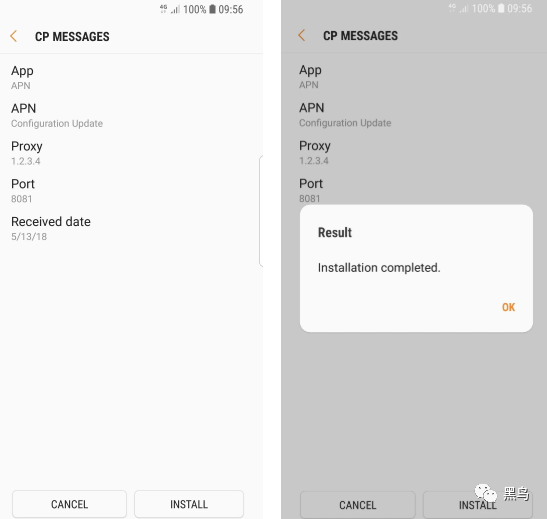 4G 100% 09:56
CP MESSAGES
App
APN
APN
Configuration Update
Proxy
1.2.3.4
Port
8081
Received date
5/13/18
CANCEL
INSTALL
4G 100% 09:56
CP MESSAGES
App
APN
APN
Configuration Update
Proxy
1.2.3.4
Port
8081
Result
Installation completed.
OK
CANCEL
INSTALL
黑鸟